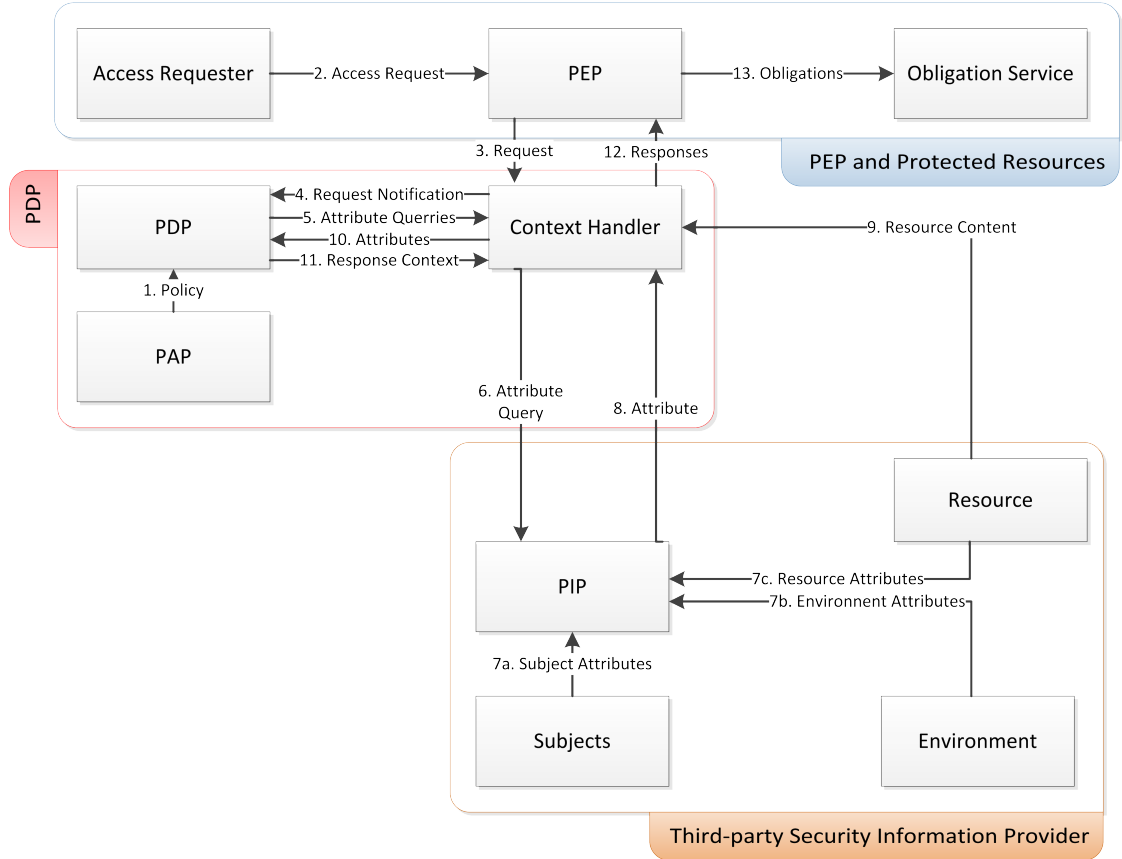 Access Requester
2. Access Request
PEP
13. Obligations
Obligation Service
3. Request
12. Responses
PEP and Protected Resources
PDP
PDP
4. Request Notification
5. Attribute Querries
10. Attributes
11. Response Context
Context Handler
9. Resource Content
1. Policy
PAP
6. Attribute
Query
8. Attribute
Resource
PIP
7c. Resource Attributes
7b. Environnent Attributes
7a. Subject Attributes
Subjects
Environment
Third-party Security Information Provider